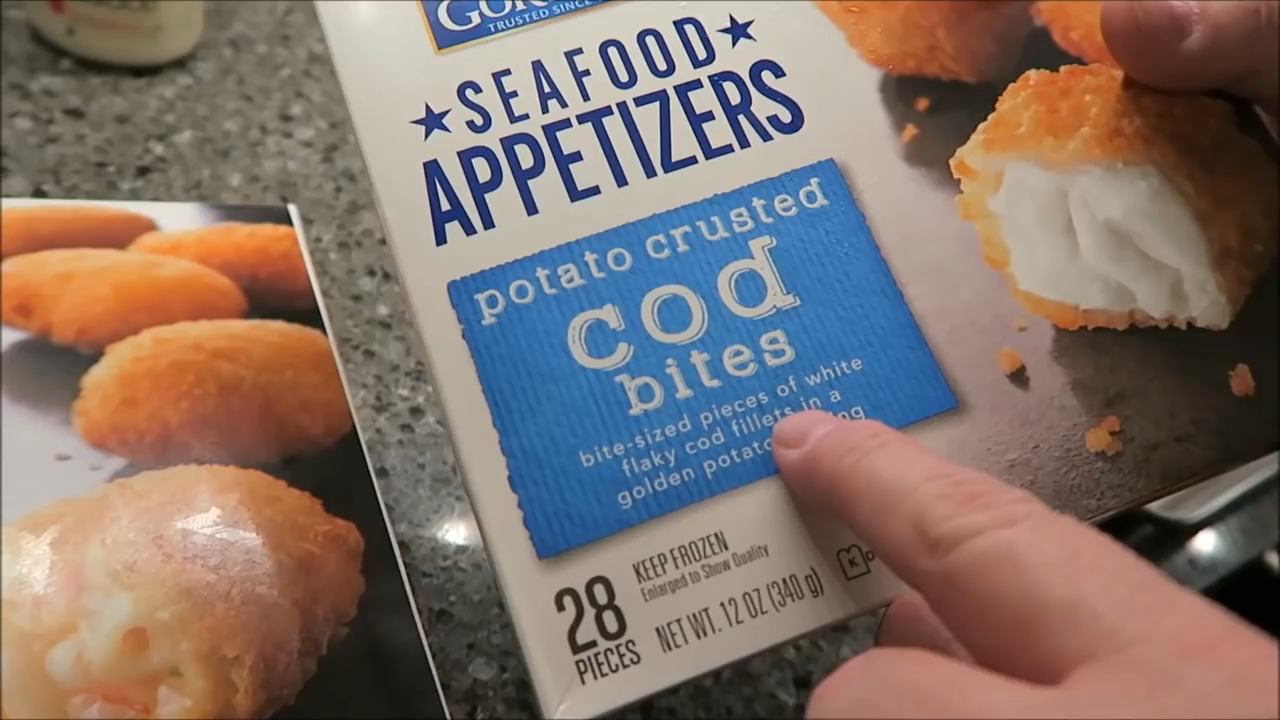 TRUSTED SINCE
SEAFOOD
APPETIZERS
potato crusted
cod
bites
bite-sized pieces of white
flaky cod fillets in a
golden potato
28
PIECES
KEEP FROZEN
Enlarged to Show Quality
NET WT. 12 OZ (340 g)
K D